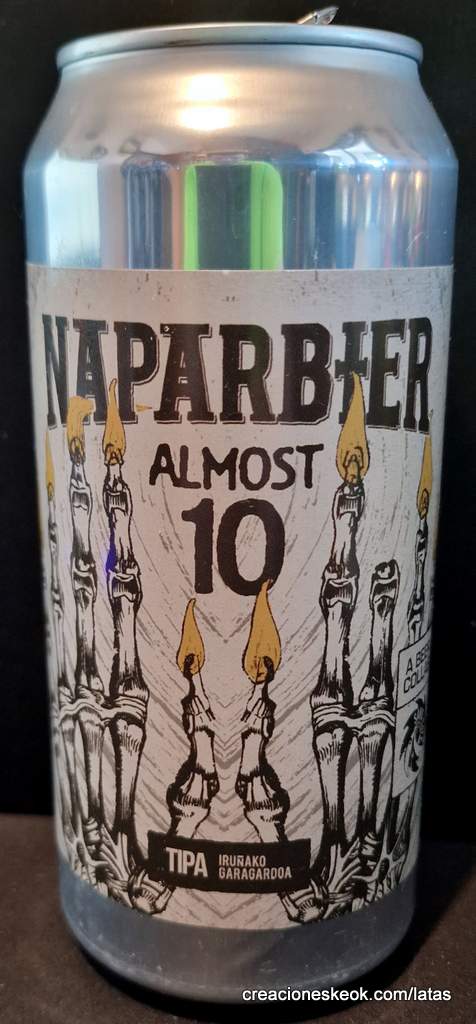 NAPARBIER
ALMOST
10
TIPA IRUÑAKO
GARAGARDOA
A
creacioneskeok.com/latas